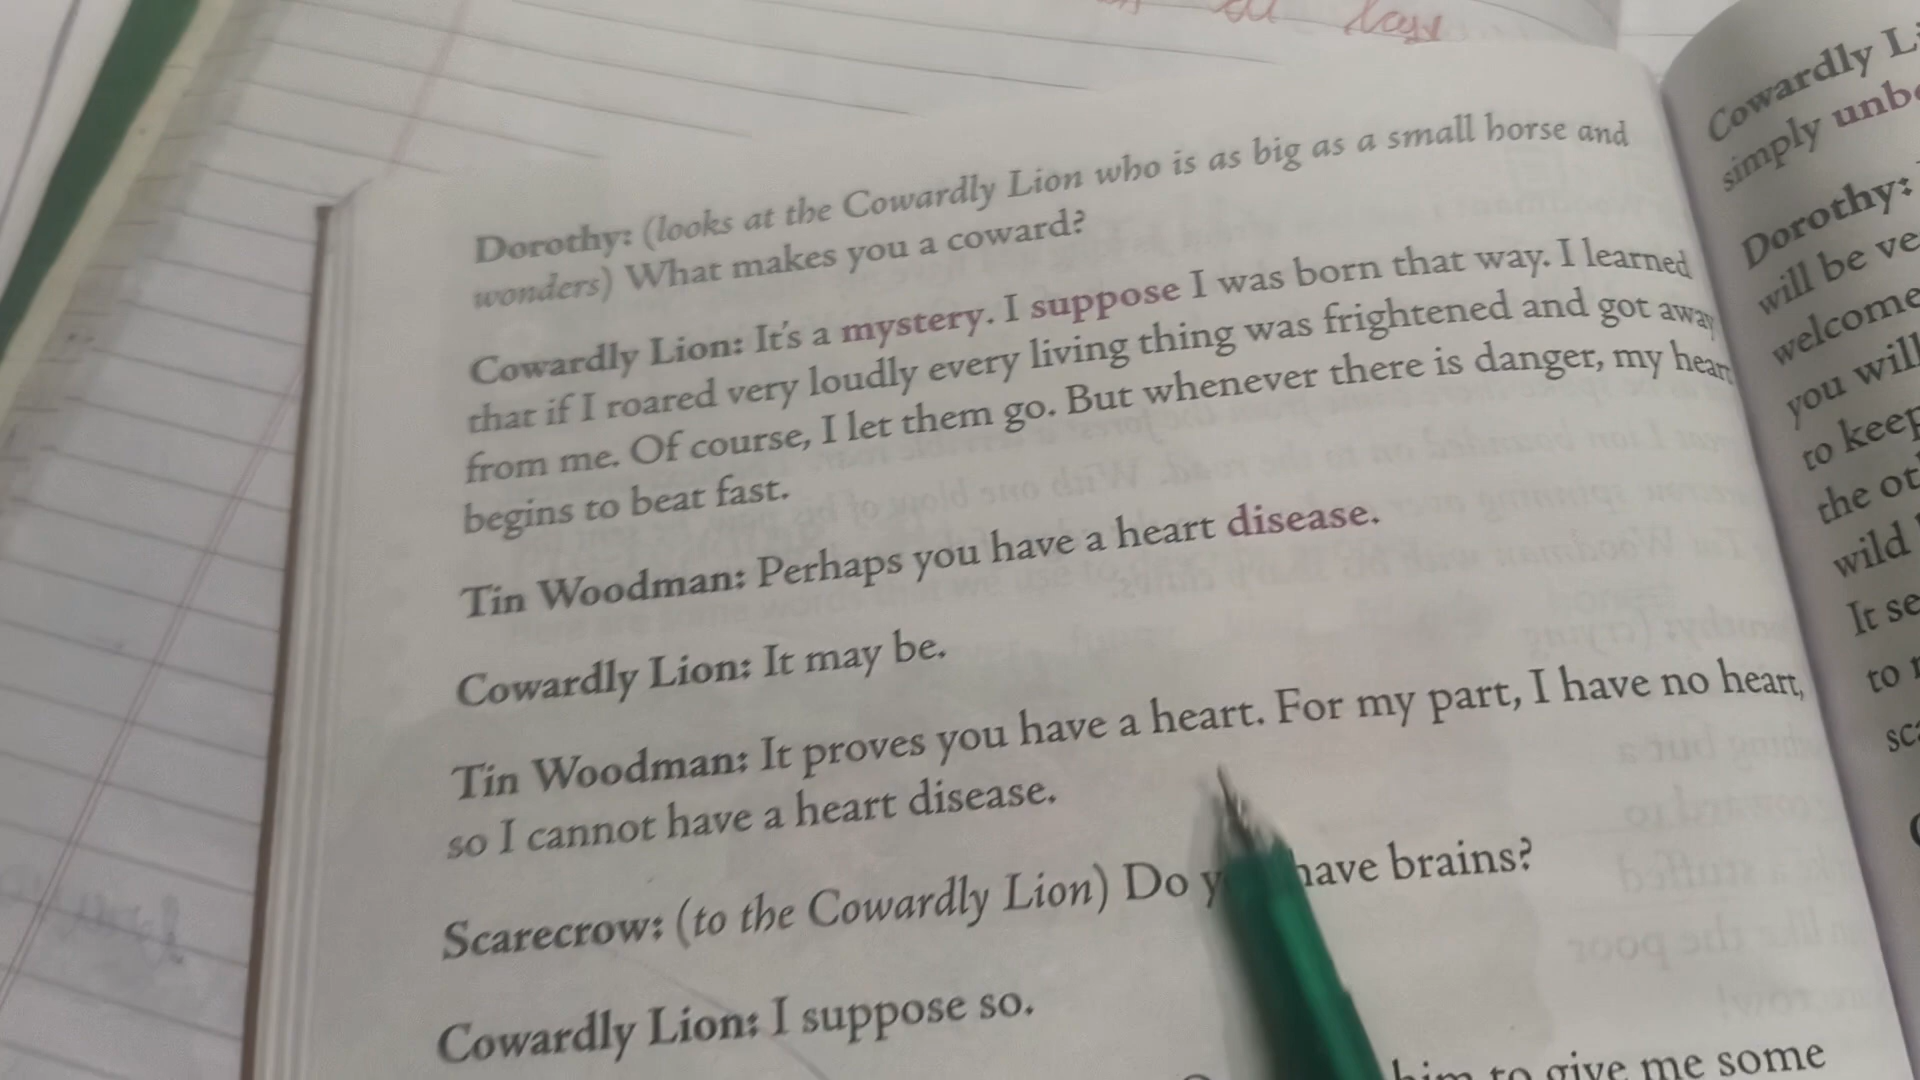 Dorothy: (looks at the Cowardly Lion who is as big as a small horse and
wonders) What makes you a coward?
Cowardly Lion: It's a mystery. I suppose I was born that way. I learned
that if I roared very loudly every living thing was frightened and got away
from me. Of course, I let them go. But whenever there is danger, my heart
begins to beat fast.
Tin Woodman: Perhaps you have a heart disease.
Cowardly Lion: It may be.
Tin Woodman: It proves you have a heart. For my part, I have no heart,
so I cannot have a heart disease.
Scarecrow: (to the Cowardly Lion) Do have brains?
Cowardly Lion: I suppose so.
to give me some
Cowardly
simply
Dorothy:
will be
welcome
you will
to keep
the
wild
It
to